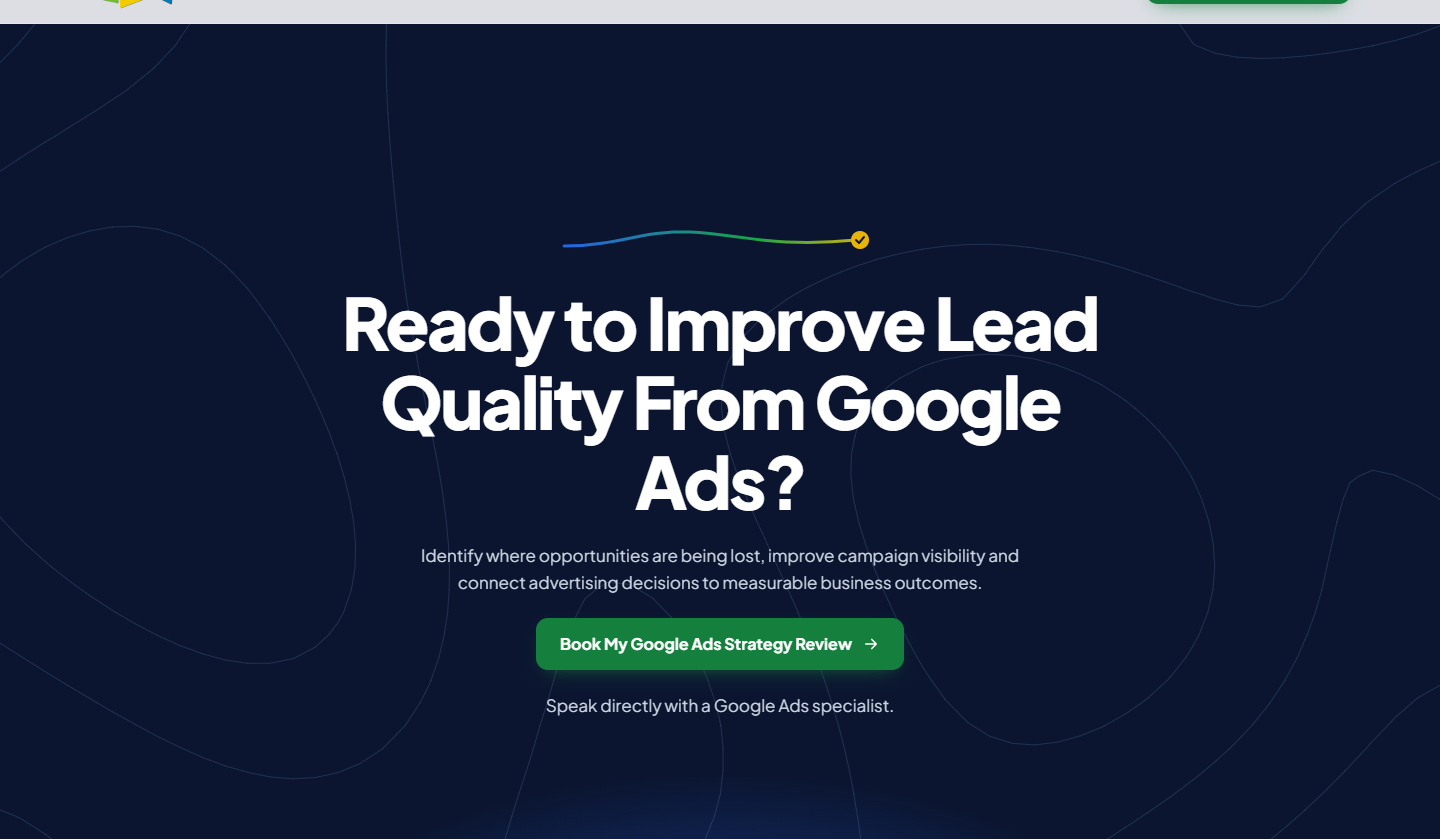 Ready to Improve Lead
Quality From Google
Ads?
Identify where opportunities are being lost, improve campaign visibility and
connect advertising decisions to measurable business outcomes.
Book My Google Ads Strategy Review →
Speak directly with a Google Ads specialist.